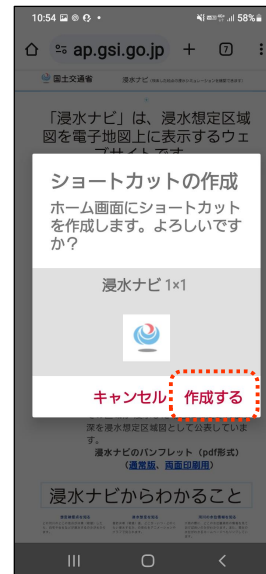 10:54 58%
ap.gsi.go.jp + 7
国土交通省 浸水ナビ
「浸水ナビ」は、浸水想定区域
図を電子地図上に表示するウェ
ブサイトです
ショートカットの作成
ホーム画面にショートカット
を作成します。よろしいです
か?
浸水ナビ 1×1
キャンセル 作成する
深を浸水想定区域図として公表していま
す。
浸水ナビのパンフレット（pdf形式）
（通常版、両面印刷用）
浸水ナビからわかること